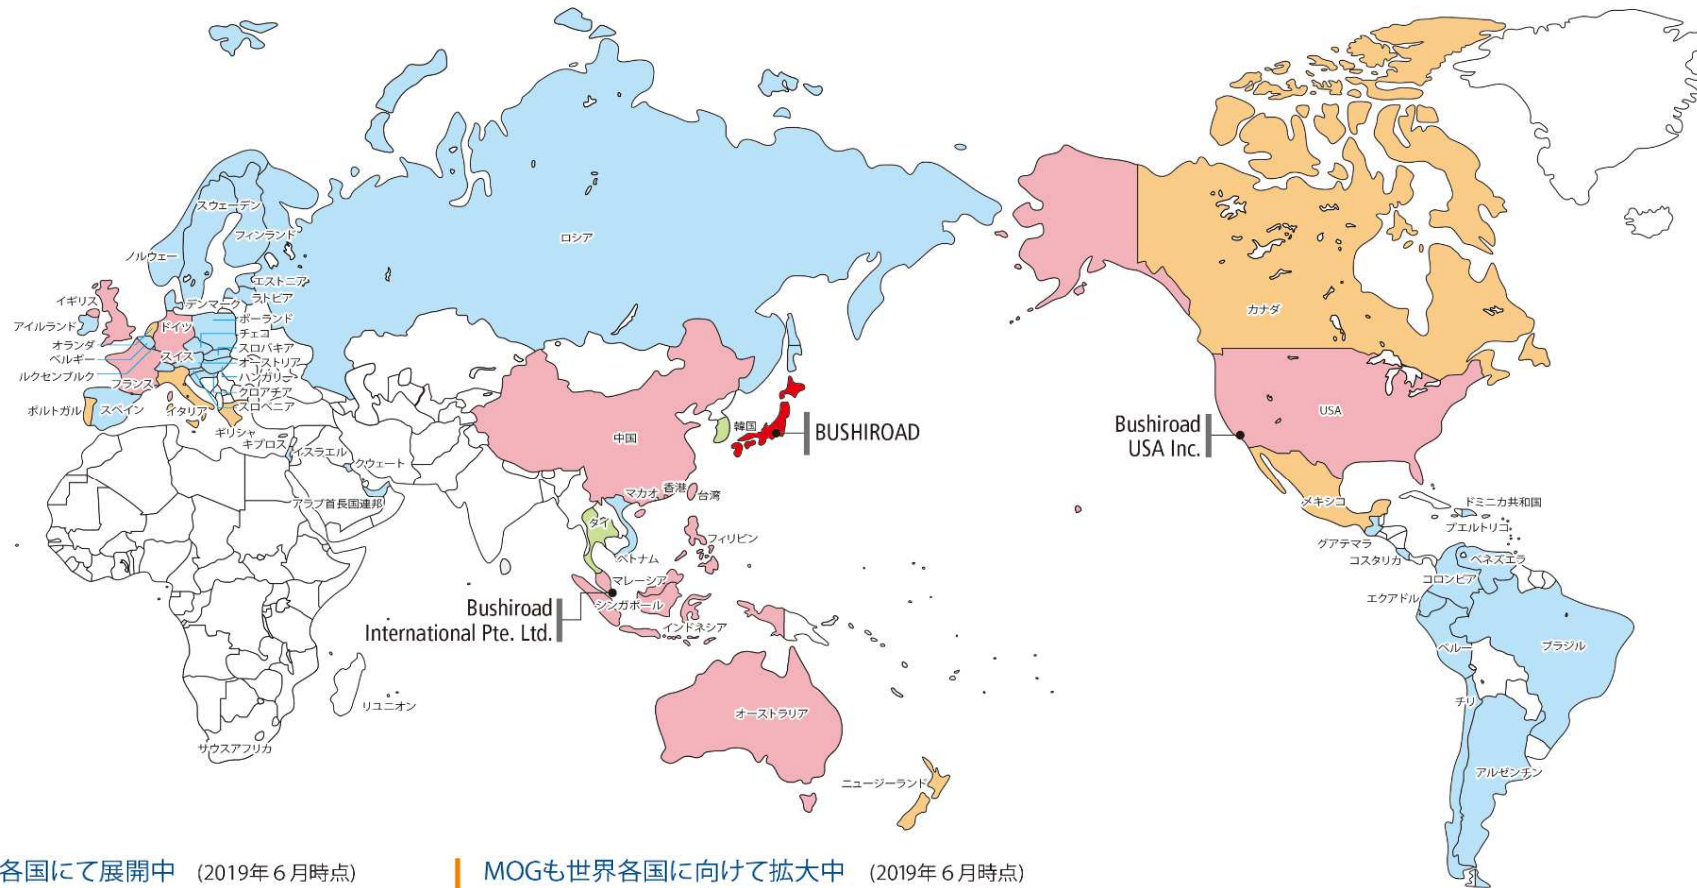 スウェーデン
フィンランド
ロシア
ノルウェー
エストニア
ラトビア
イギリス
デンマーク
アイルランド
ドイツ
ポーランド
チェコ
オランダ
スロバキア
ベルギー
スイス
オーストリア
ルクセンブルク
ハンガリー
フランス
クロアチア
スロベニア
ポルトガル
スペイン
イタリア
ギリシャ
キプロス
イスラエル
クウェート
アラブ首長国連邦
中国
韓国
BUSHIROAD
マカオ
香港
台湾
タイ
フィリピン
ベトナム
マレーシア
シンガポール
Bushiroad
International Pte. Ltd.
インドネシア
リユニオン
サウスアフリカ
オーストラリア
ニュージーランド
カナダ
USA
Bushiroad
USA Inc.
メキシコ
ドミニカ共和国
プエルトリコ
グアテマラ
コスタリカ
ベネズエラ
コロンビア
エクアドル
ペルー
ブラジル
チリ
アルゼンチン
各国にて展開中 (2019年6月時点)
MOGも世界各国に向けて拡大中 (2019年6月時点)